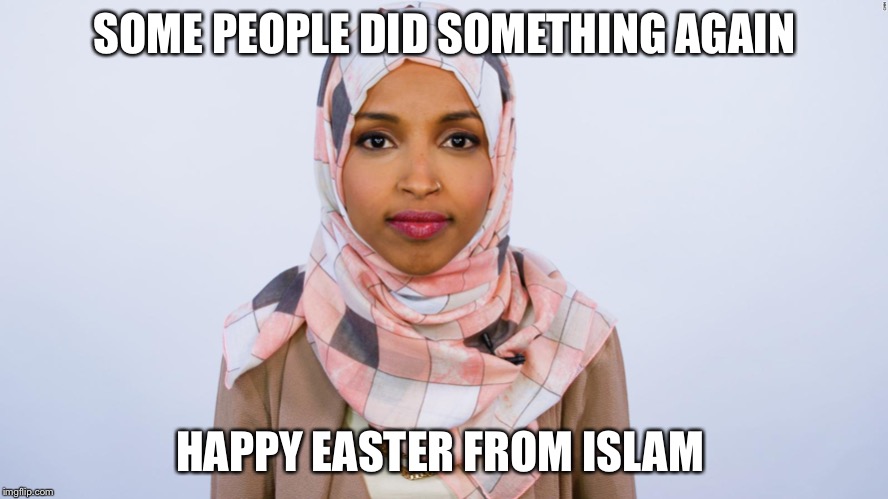 SOME PEOPLE DID SOMETHING AGAIN
HAPPY EASTER FROM ISLAM
imgflip.com